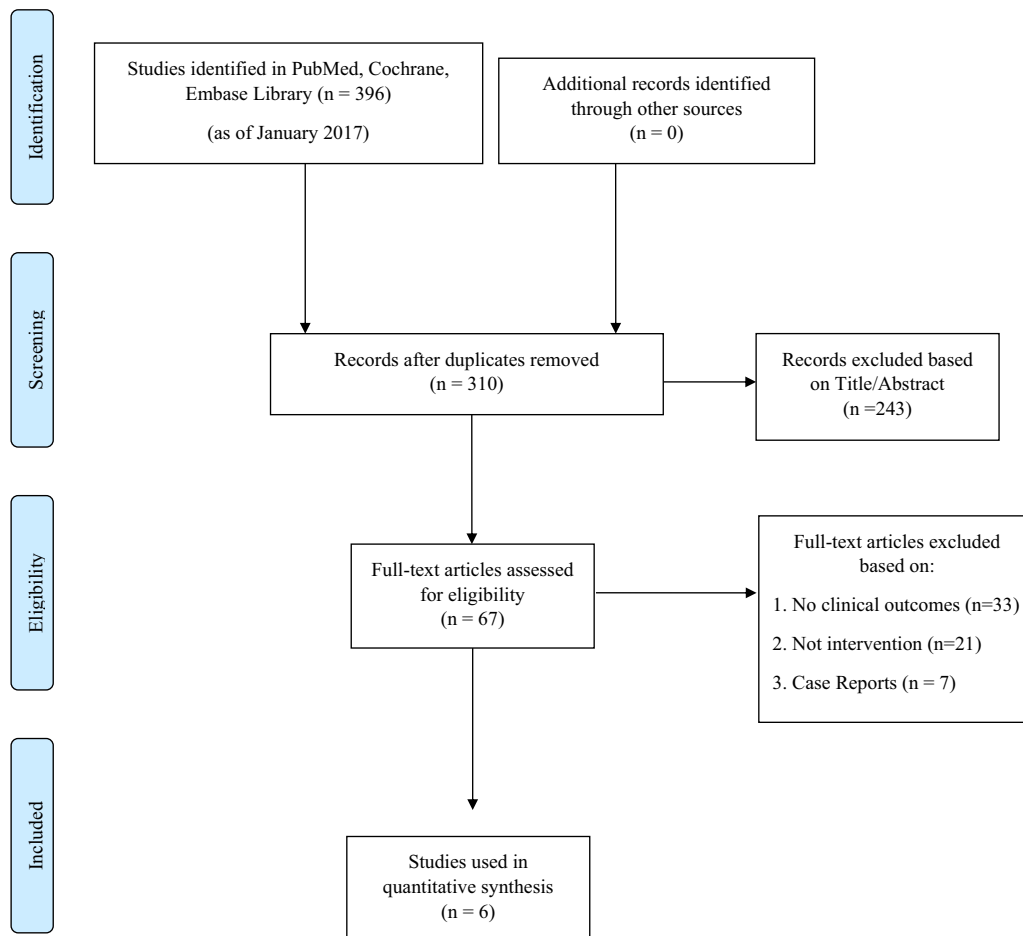 Identification
Studies identified in PubMed, Cochrane,
Embase Library (n = 396)
(as of January 2017)
Additional records identified
through other sources
(n = 0)
Screening
Records after duplicates removed
(n = 310)
Records excluded based
on Title/Abstract
(n =243)
Eligibility
Full-text articles assessed
for eligibility
(n = 67)
Full-text articles excluded
based on:
1. No clinical outcomes (n=33)
2. Not intervention (n=21)
3. Case Reports (n = 7)
Included
Studies used in
quantitative synthesis
(n = 6)